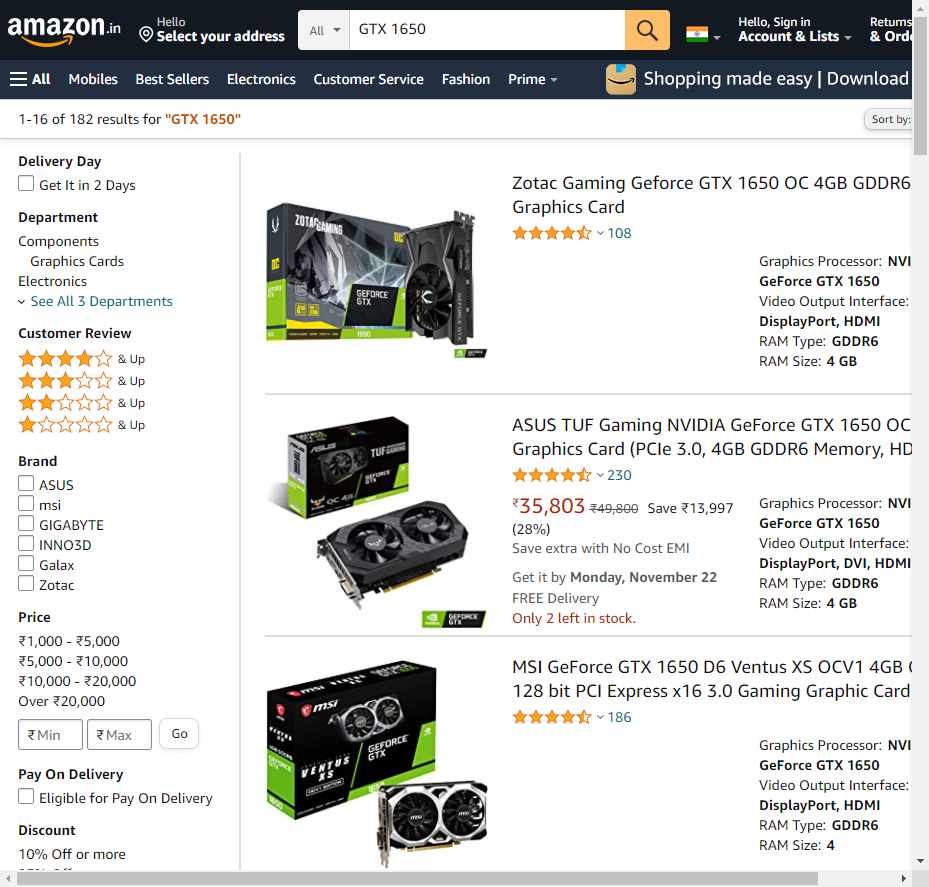 amazon.in
Hello
Select your address
All
GTX 1650
Hello, Sign in
Account & Lists
Returns
& Orde
All
Mobiles
Best Sellers
Electronics
Customer Service
Fashion
Prime
Shopping made easy | Download
1-16 of 182 results for "GTX 1650"
Sort by:
Delivery Day
Get It in 2 Days
Department
Components
Graphics Cards
Electronics
See All 3 Departments
Customer Review
& Up
& Up
& Up
& Up
Brand
ASUS
msi
GIGABYTE
INNO3D
Galax
Zotac
Price
₹1,000 - ₹5,000
₹5,000 - ₹10,000
₹10,000 - ₹20,000
Over ₹20,000
₹ Min
₹ Max
Go
Pay On Delivery
Eligible for Pay On Delivery
Discount
10% Off or more
ZOTAC GAMING
OC
GEFORCE
GTX
1650
Zotac Gaming Geforce GTX 1650 OC 4GB GDDR6
Graphics Card
108
Graphics Processor: NVI
GeForce GTX 1650
Video Output Interface:
DisplayPort, HDMI
RAM Type: GDDR6
RAM Size: 4 GB
ASUS
TUF GAMING
GEFORCE
GTX
GEFORCE
GTX
ASUS TUF Gaming NVIDIA GeForce GTX 1650 OC
Graphics Card (PCIe 3.0, 4GB GDDR6 Memory, HD
230
₹35,803 ₹49,800 Save ₹13,997
(28%)
Save extra with No Cost EMI
Get it by Monday, November 22
FREE Delivery
Only 2 left in stock.
Graphics Processor: NVI
GeForce GTX 1650
Video Output Interface:
DisplayPort, DVI, HDMI
RAM Type: GDDR6
RAM Size: 4 GB
msi
VENTUS
XS
GEFORCE
GTX
MSI GeForce GTX 1650 D6 Ventus XS OCV1 4GB
128 bit PCI Express x16 3.0 Gaming Graphic Card
186
Graphics Processor: NVI
GeForce GTX 1650
Video Output Interface:
DisplayPort, HDMI
RAM Type: GDDR6
RAM Size: 4